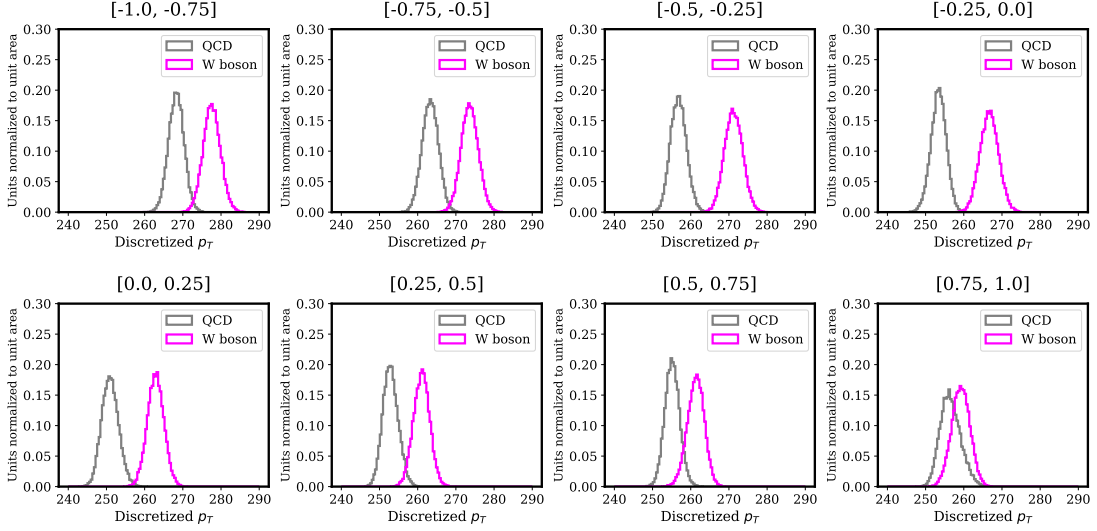 [-1.0, -0.75]
Units normalized to unit area
0.30
0.25
0.20
0.15
0.10
0.05
0.00
QCD
W boson
240 250 260 270 280 290
Discretized pT
[-0.75, -0.5]
Units normalized to unit area
0.30
0.25
0.20
0.15
0.10
0.05
0.00
QCD
W boson
240 250 260 270 280 290
Discretized pT
[-0.5, -0.25]
Units normalized to unit area
0.30
0.25
0.20
0.15
0.10
0.05
0.00
QCD
W boson
240 250 260 270 280 290
Discretized pT
[-0.25, 0.0]
Units normalized to unit area
0.30
0.25
0.20
0.15
0.10
0.05
0.00
QCD
W boson
240 250 260 270 280 290
Discretized pT
[0.0, 0.25]
Units normalized to unit area
0.30
0.25
0.20
0.15
0.10
0.05
0.00
QCD
W boson
240 250 260 270 280 290
Discretized pT
[0.25, 0.5]
Units normalized to unit area
0.30
0.25
0.20
0.15
0.10
0.05
0.00
QCD
W boson
240 250 260 270 280 290
Discretized pT
[0.5, 0.75]
Units normalized to unit area
0.30
0.25
0.20
0.15
0.10
0.05
0.00
QCD
W boson
240 250 260 270 280 290
Discretized pT
[0.75, 1.0]
Units normalized to unit area
0.30
0.25
0.20
0.15
0.10
0.05
0.00
QCD
W boson
240 250 260 270 280 290
Discretized pT